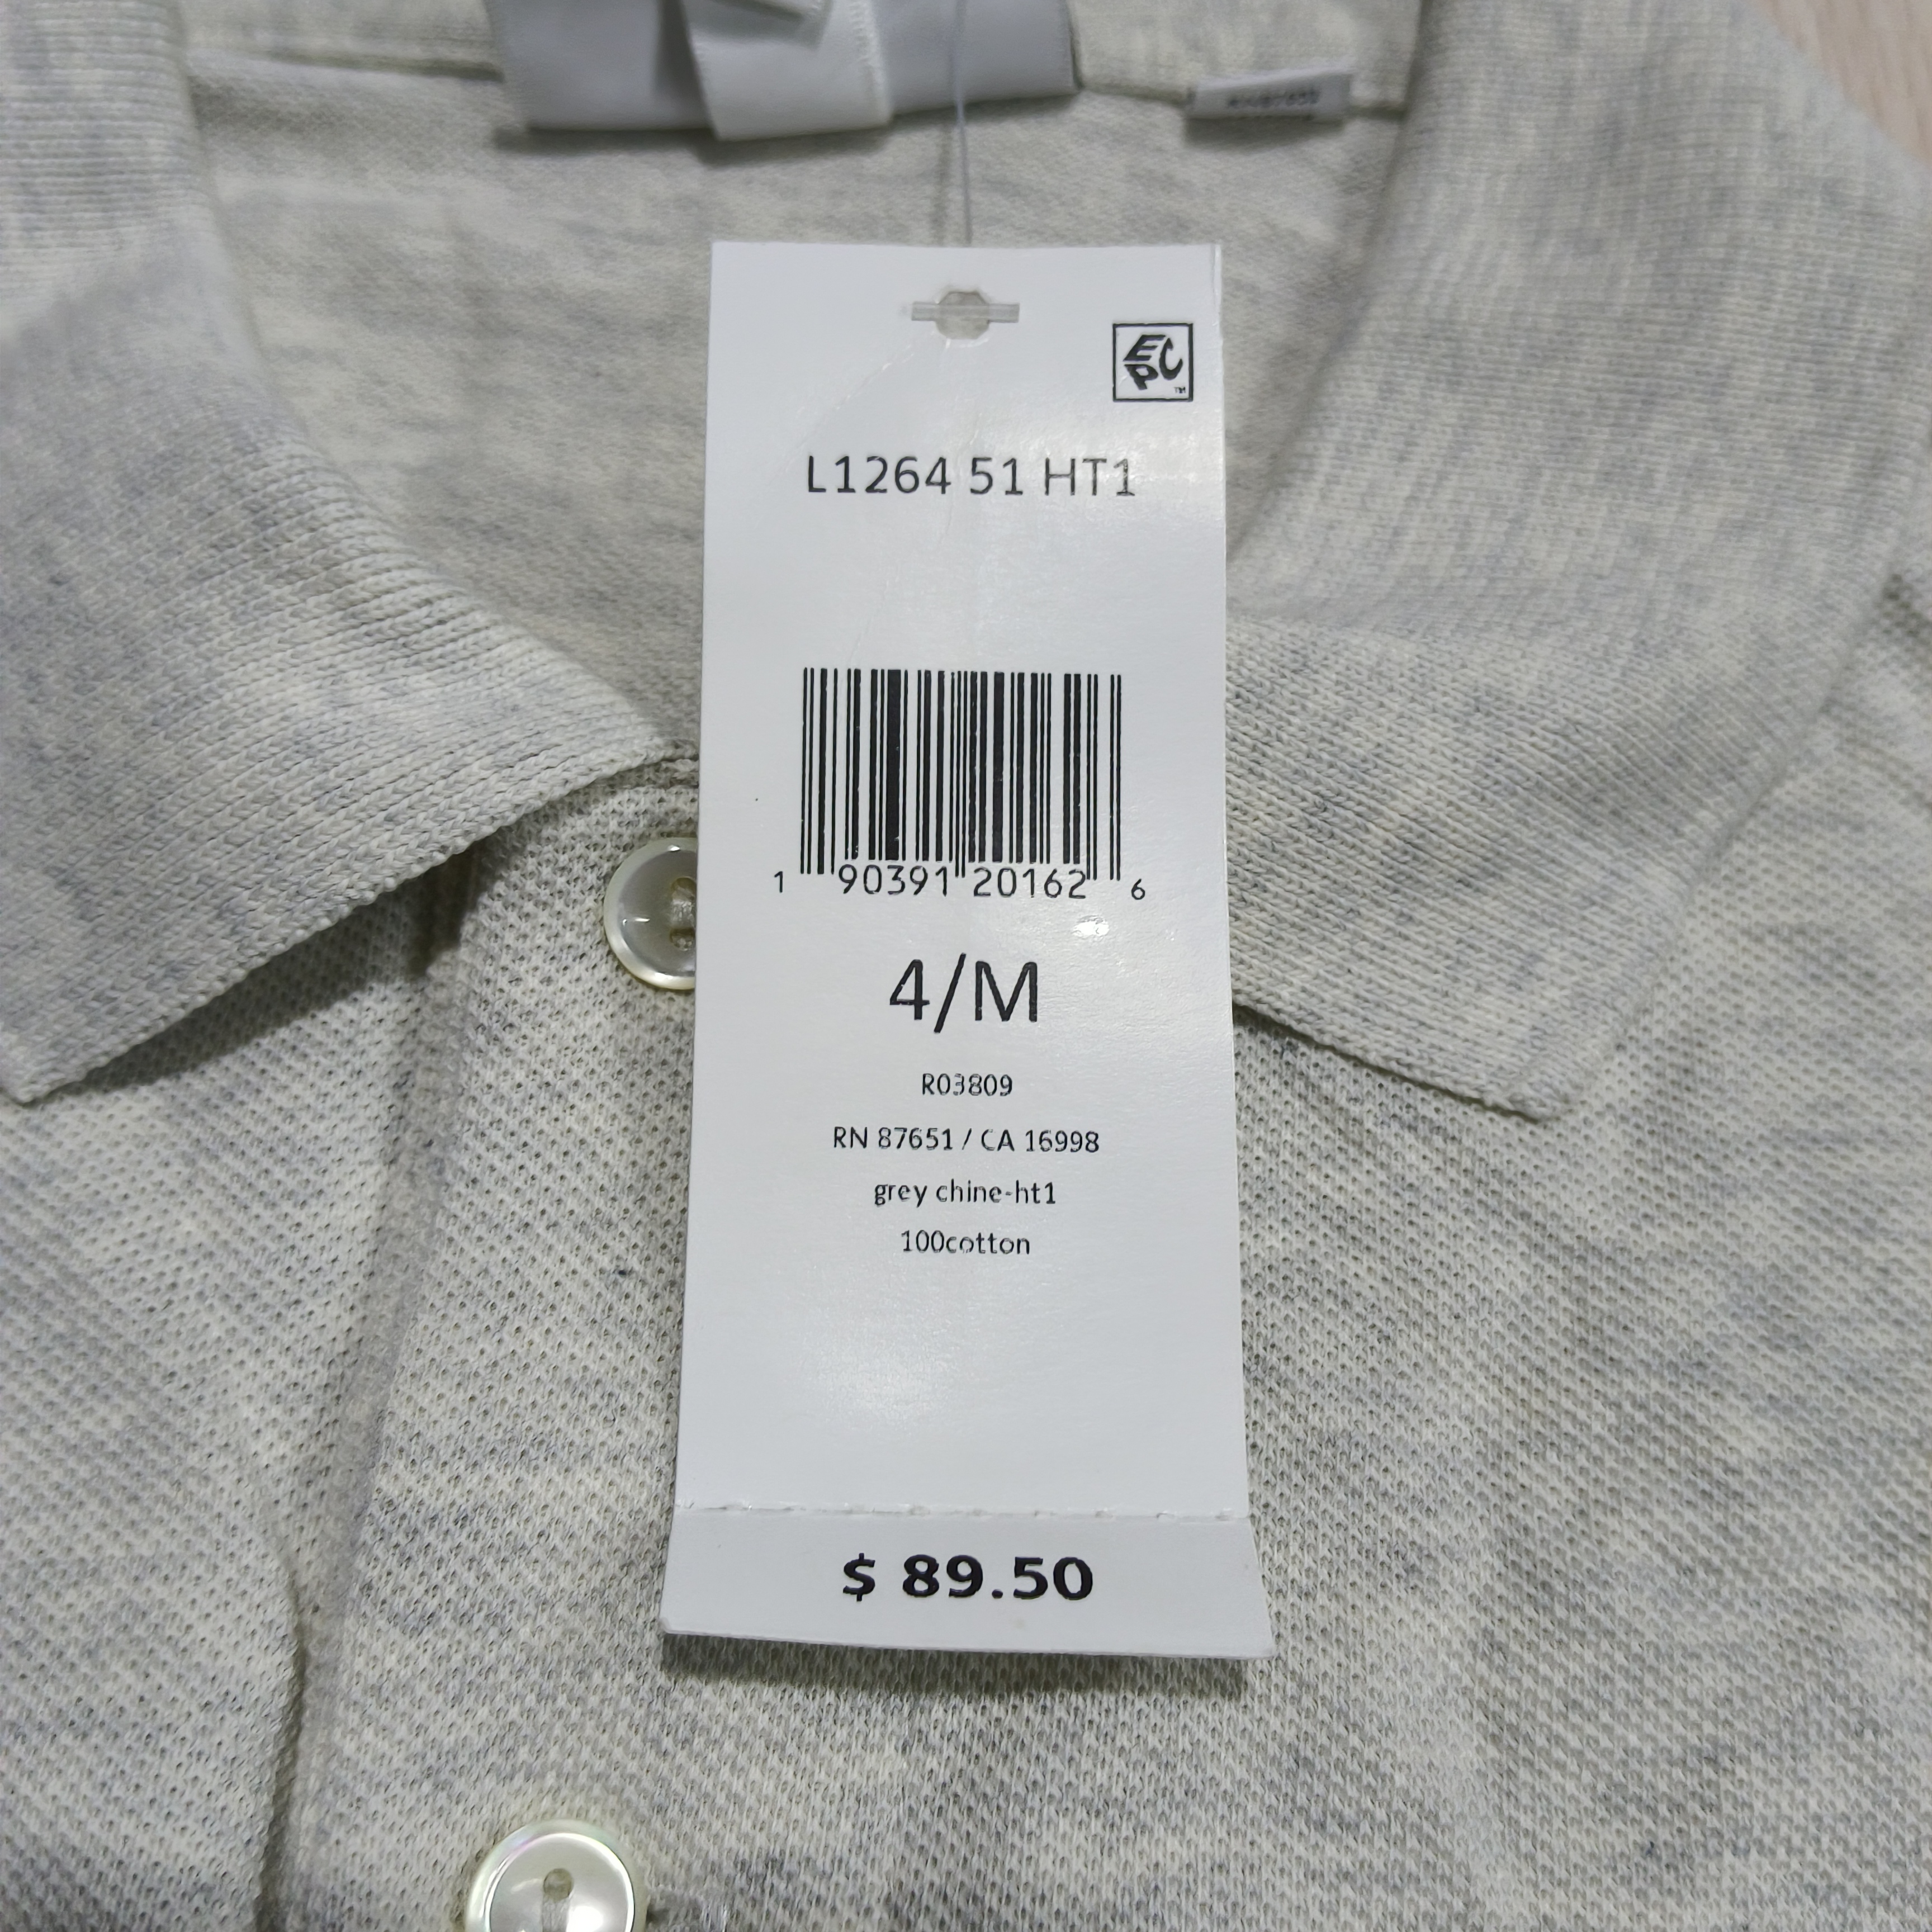 EPC™
L1264 51 HT1
1 90391 20162 6
4/M
R03809
RN 87651 / CA 16998
grey chine-ht1
100cotton
$ 89.50